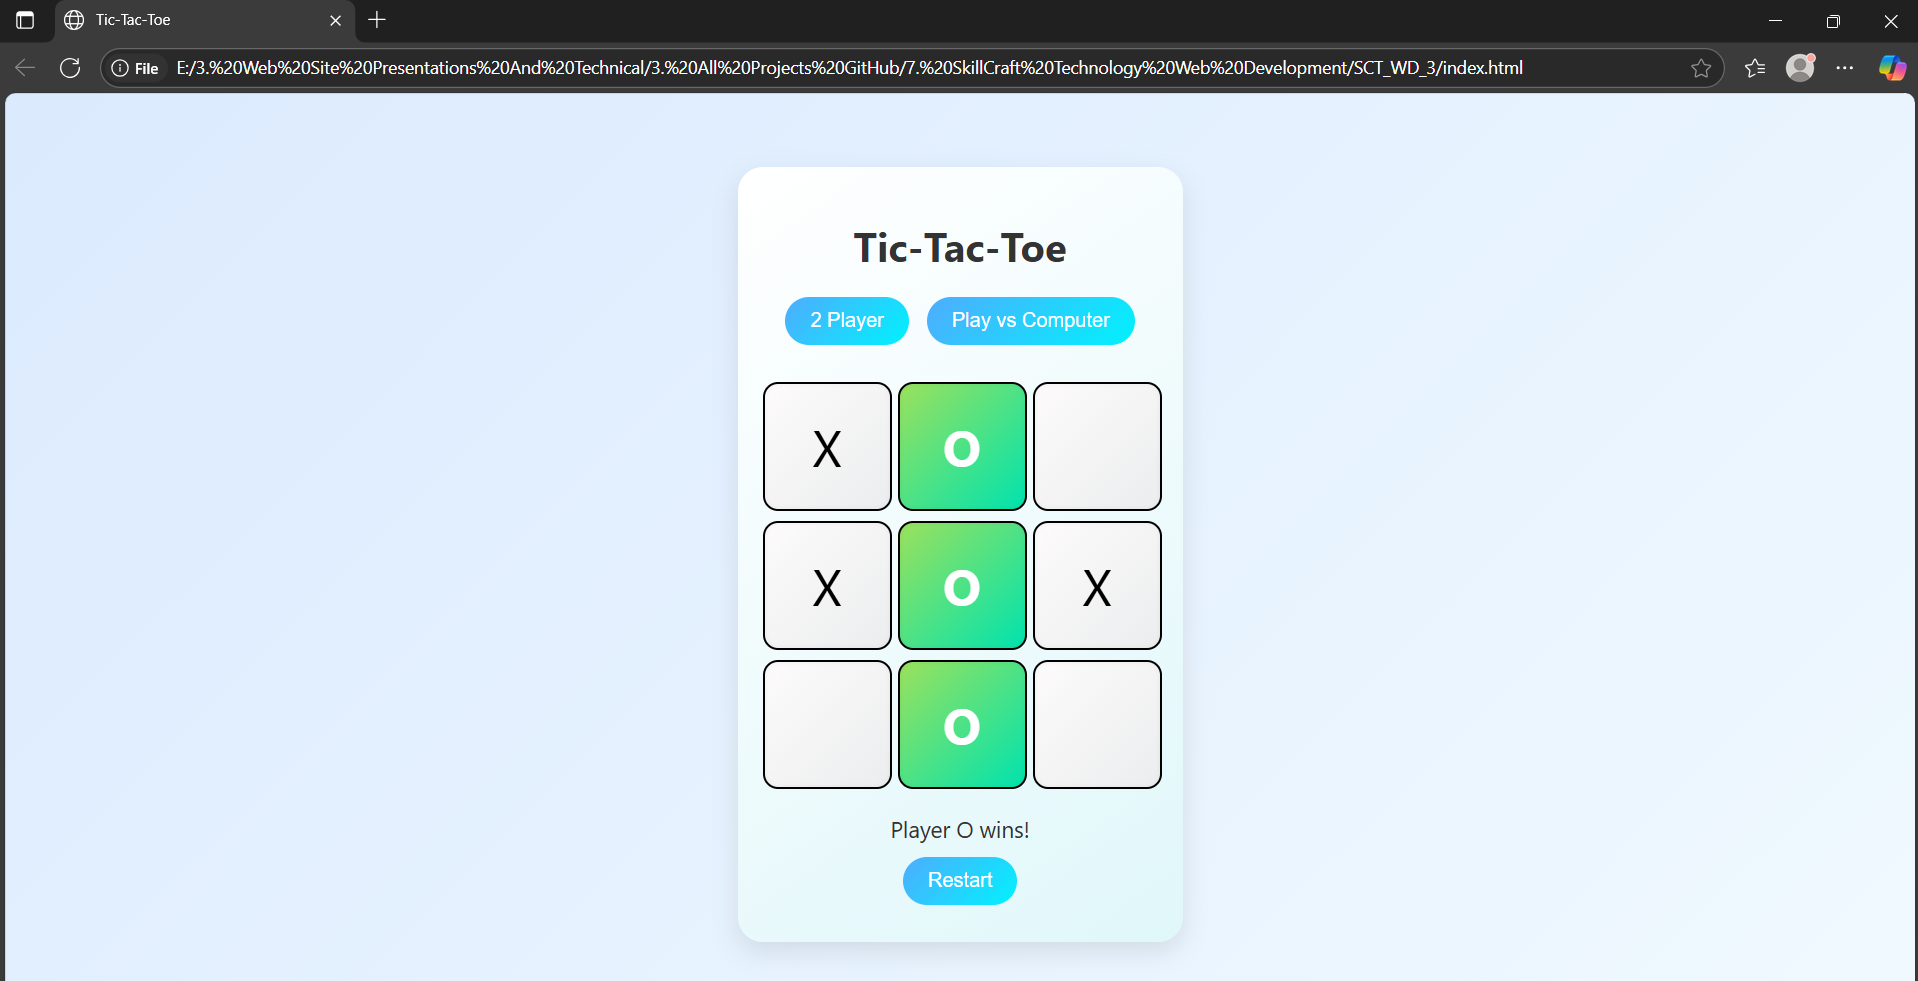 Tic-Tac-Toe
File E:/3.%20Web%20Site%20Presentations%20And%20Technical/3.%20All%20Projects%20GitHub/7.%20SkillCraft%20Technology%20Web%20Development/SCT_WD_3/index.html
Tic-Tac-Toe
2 Player Play vs Computer
X O
X O X
O
Player O wins!
Restart